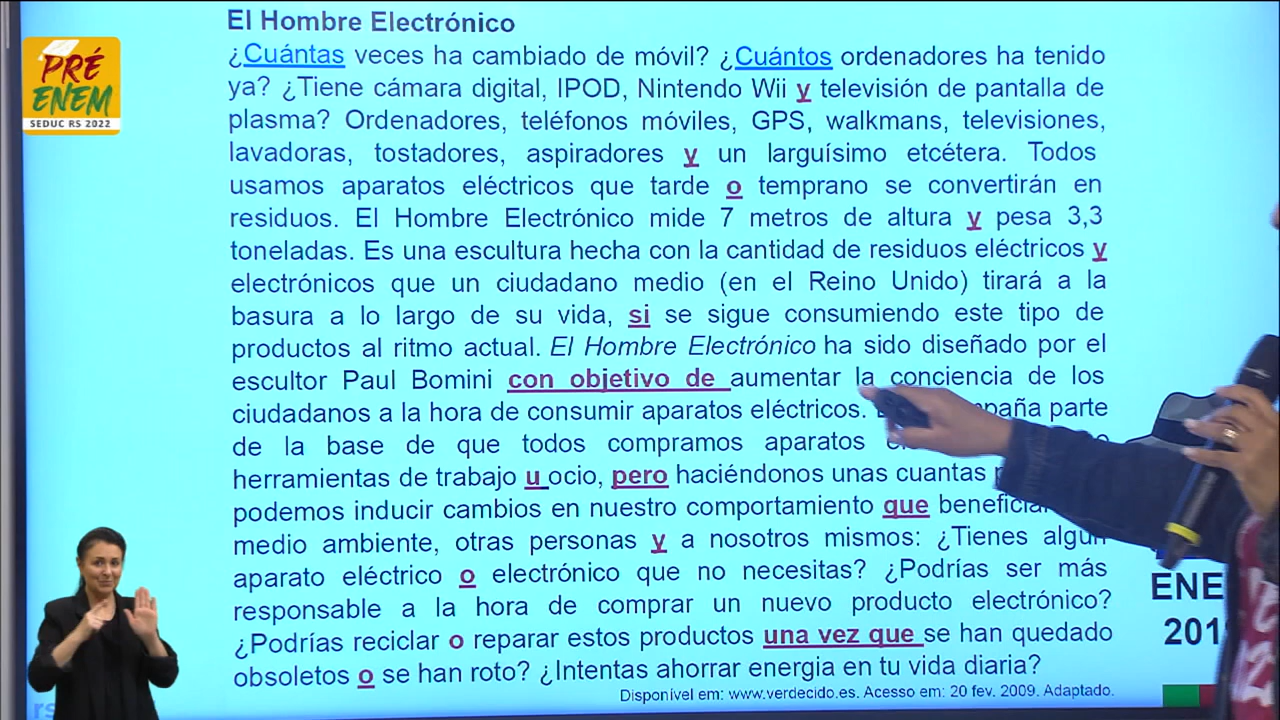 El Hombre Electrónico
PRÉ
ENEM
SEDUC RS 2022
¿Cuántas veces ha cambiado de móvil? ¿Cuántos ordenadores ha tenido
ya? ¿Tiene cámara digital, IPOD, Nintendo Wii y televisión de pantalla de
plasma? Ordenadores, teléfonos móviles, GPS, walkmans, televisiones,
lavadoras, tostadores, aspiradores y un larguísimo etcétera. Todos
usamos aparatos eléctricos que tarde o temprano se convertirán en
residuos. El Hombre Electrónico mide 7 metros de altura y pesa 3,3
toneladas. Es una escultura hecha con la cantidad de residuos eléctricos y
electrónicos que un ciudadano medio (en el Reino Unido) tirará a la
basura a lo largo de su vida, si se sigue consumiendo este tipo de
productos al ritmo actual. El Hombre Electrónico ha sido diseñado por el
escultor Paul Bomini con objetivo de aumentar la conciencia de los
ciudadanos a la hora de consumir aparatos eléctricos. parte
de la base de que todos compramos aparatos
herramientas de trabajo u ocio, pero haciéndonos unas cuantas
podemos inducir cambios en nuestro comportamiento que
medio ambiente, otras personas y a nosotros mismos: ¿Tienes algún
aparato eléctrico o electrónico que no necesitas? ¿Podrías ser más
responsable a la hora de comprar un nuevo producto electrónico?
¿Podrías reciclar o reparar estos productos una vez que se han quedado
obsoletos o se han roto? ¿Intentas ahorrar energia en tu vida diaria?
Disponível em: www.verdecido.es. Acesso em: 20 fev. 2009. Adaptado.